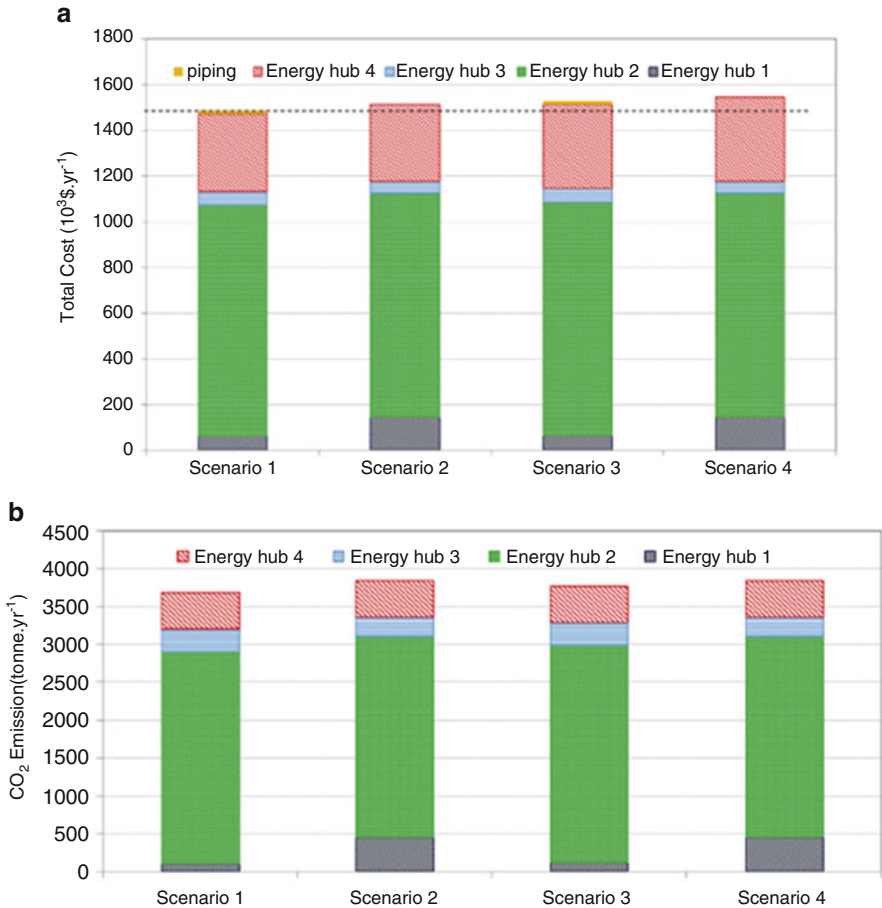 a
1800
1600
1400
1200
1000
800
600
400
200
0
Total Cost (10³$.yr⁻¹)
piping Energy hub 4 Energy hub 3 Energy hub 2 Energy hub 1
Scenario 1 Scenario 2 Scenario 3 Scenario 4
b
4500
4000
3500
3000
2500
2000
1500
1000
500
0
CO₂ Emission(tonne.yr⁻¹)
Energy hub 4 Energy hub 3 Energy hub 2 Energy hub 1
Scenario 1 Scenario 2 Scenario 3 Scenario 4